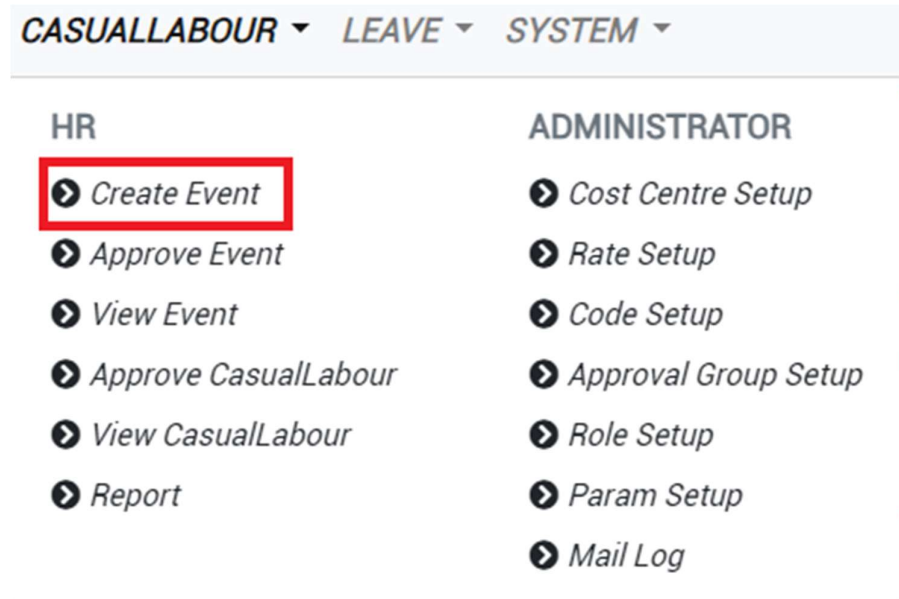 CASUALLABOUR LEAVE SYSTEM
HR
Create Event
Approve Event
View Event
Approve CasualLabour
View CasualLabour
Report
ADMINISTRATOR
Cost Centre Setup
Rate Setup
Code Setup
Approval Group Setup
Role Setup
Param Setup
Mail Log